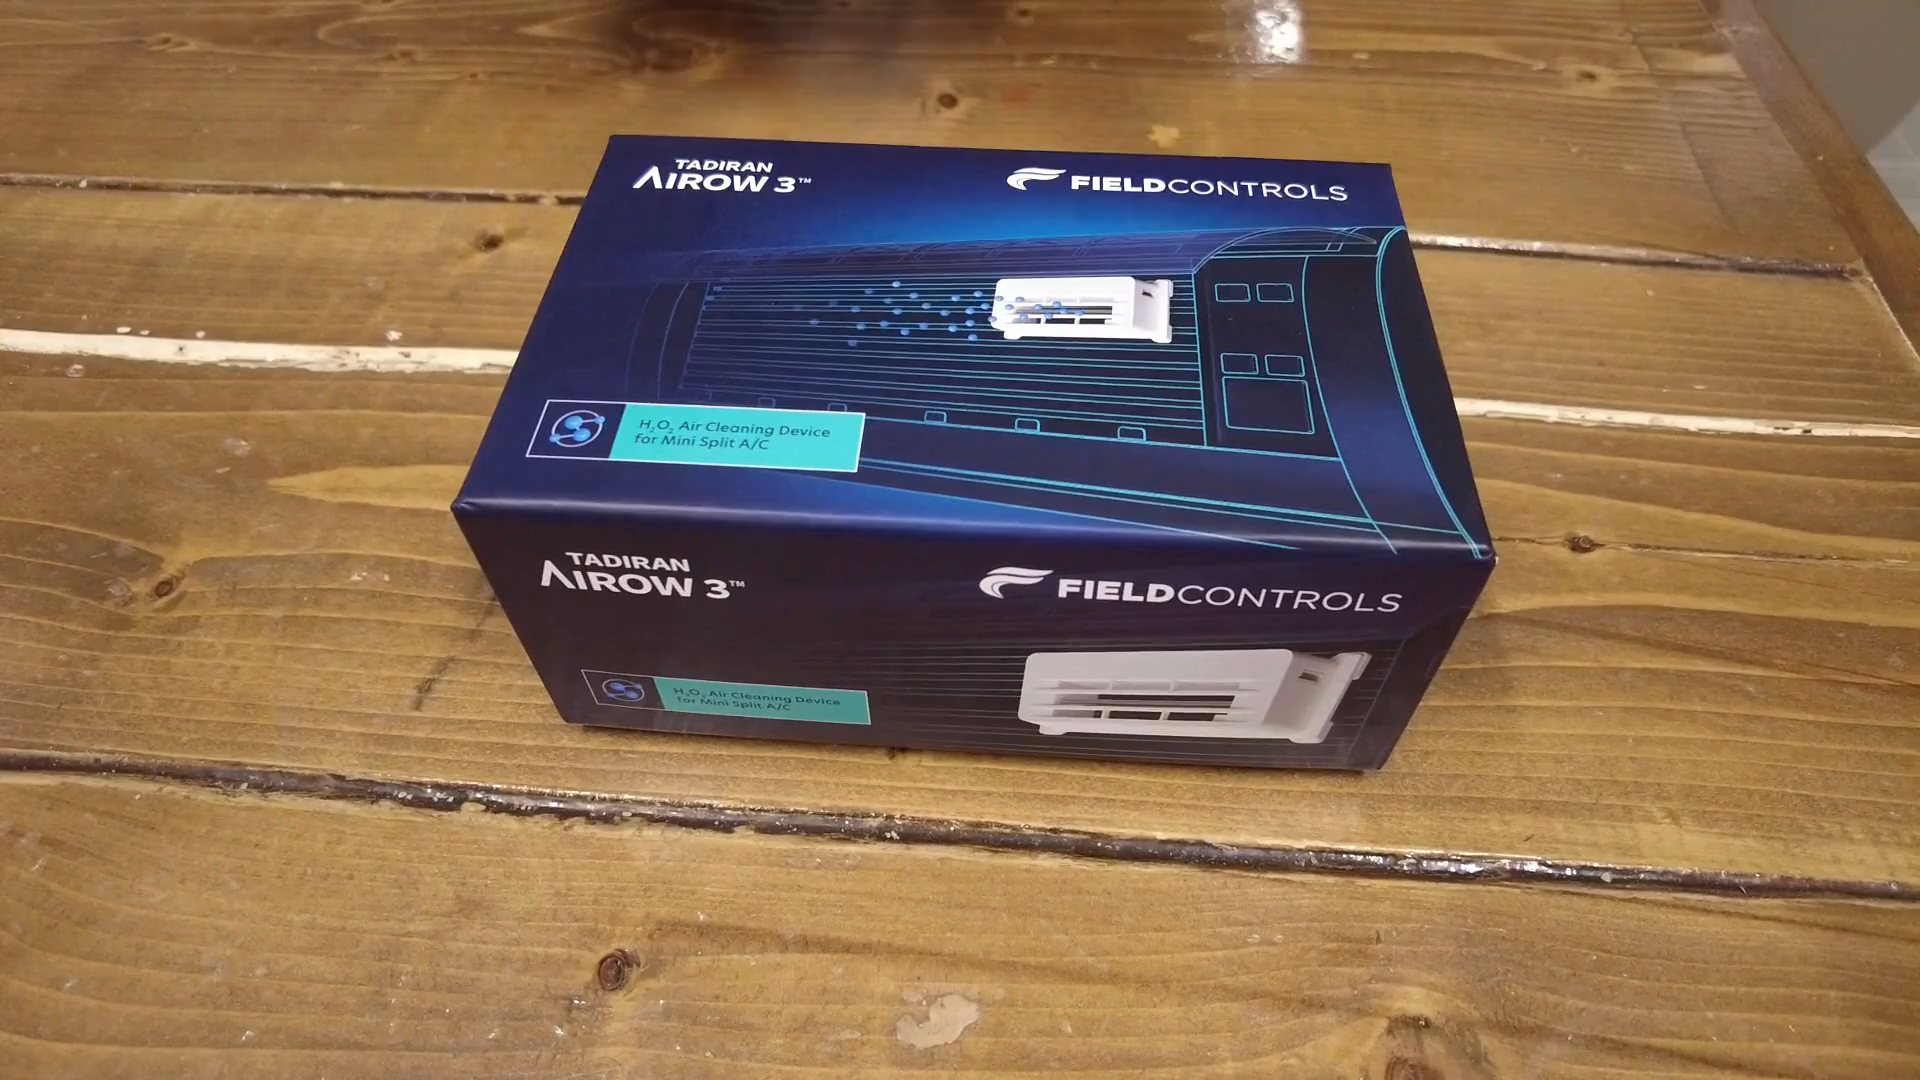 TADIRAN
AIROW 3™
FIELDCONTROLS
H₂O₂ Air Cleaning Device
for Mini Split A/C
TADIRAN
AIROW 3™
FIELDCONTROLS
H₂O₂ Air Cleaning Device
for Mini Split A/C